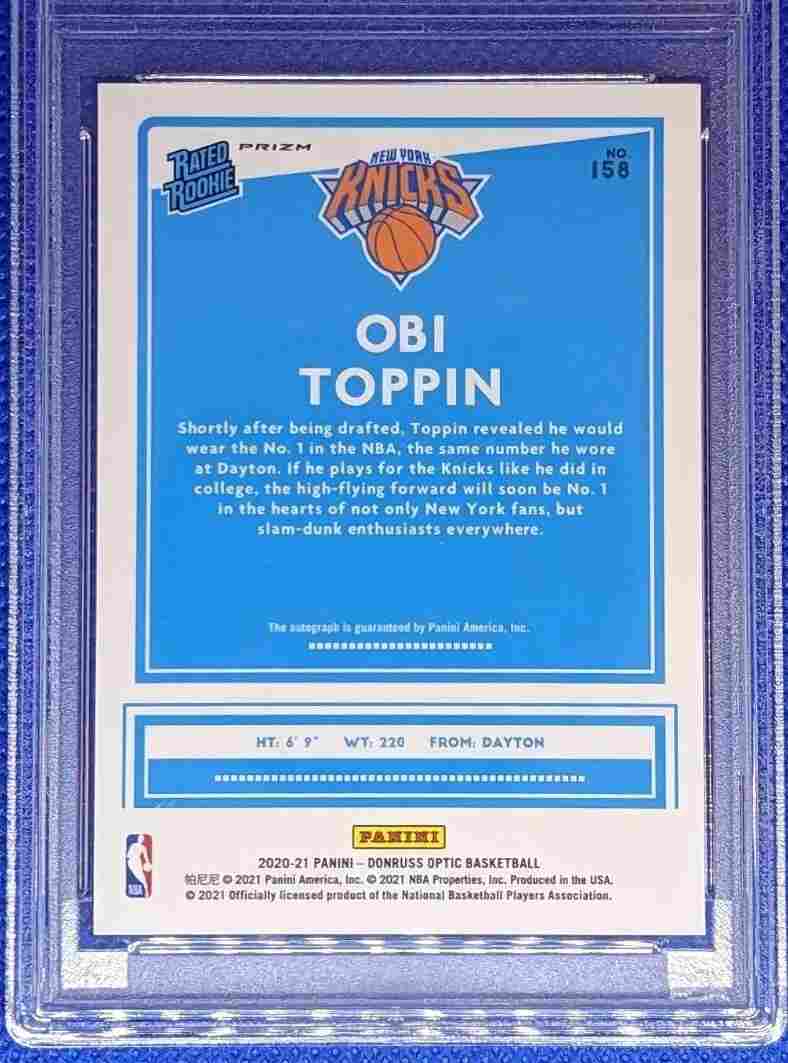 RATED
ROOKIE
PRIZM
NEW YORK
KNICKS
NO.
158
OBI
TOPPIN
Shortly after being drafted, Toppin revealed he would
wear the No. 1 in the NBA, the same number he wore
at Dayton. If he plays for the Knicks like he did in
college, the high-flying forward will soon be No. 1
in the hearts of not only New York fans, but
slam-dunk enthusiasts everywhere.
The autograph is guaranteed by Panini America, Inc.
HT: 6' 9" WT: 220 FROM: DAYTON
PANINI
NBA
2020-21 PANINI – DONRUSS OPTIC BASKETBALL
帕尼尼 © 2021 Panini America, Inc. © 2021 NBA Properties, Inc. Produced in the USA.
© 2021 Officially licensed product of the National Basketball Players Association.